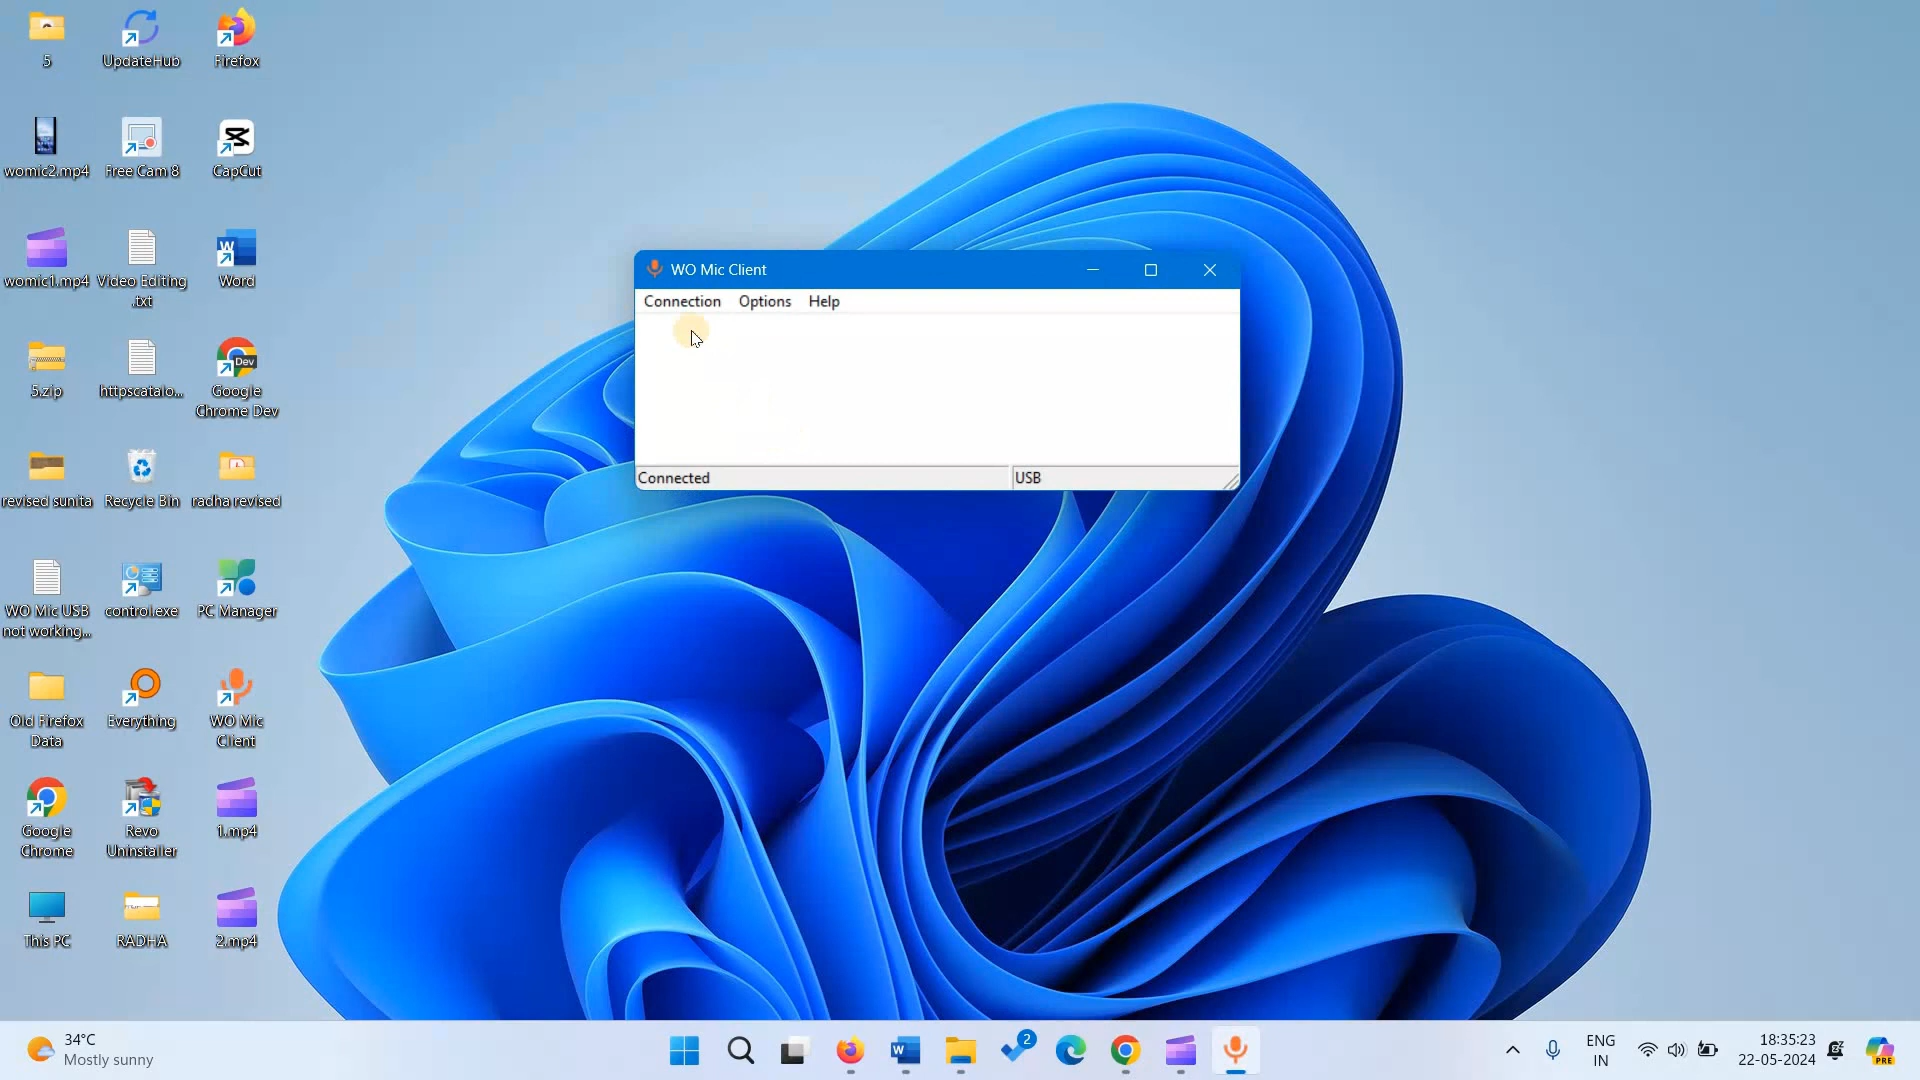 5
UpdateHub
Firefox
womic2.mp4
Free Cam 8
CapCut
womic1.mp4
Video Editing
.txt
Word
5.zip
httpscatalo...
Dev
Google
Chrome Dev
revised sunita
Recycle Bin
radha revised
WO Mic USB
not working...
control.exe
PC Manager
Old Firefox
Data
Everything
WO Mic
Client
Google
Chrome
Revo
Uninstaller
1.mp4
This PC
RADHA
2.mp4
WO Mic Client
Connection Options Help
Connected USB
34°C
Mostly sunny
2
ENG
IN
18:35:23
22-05-2024
PRE